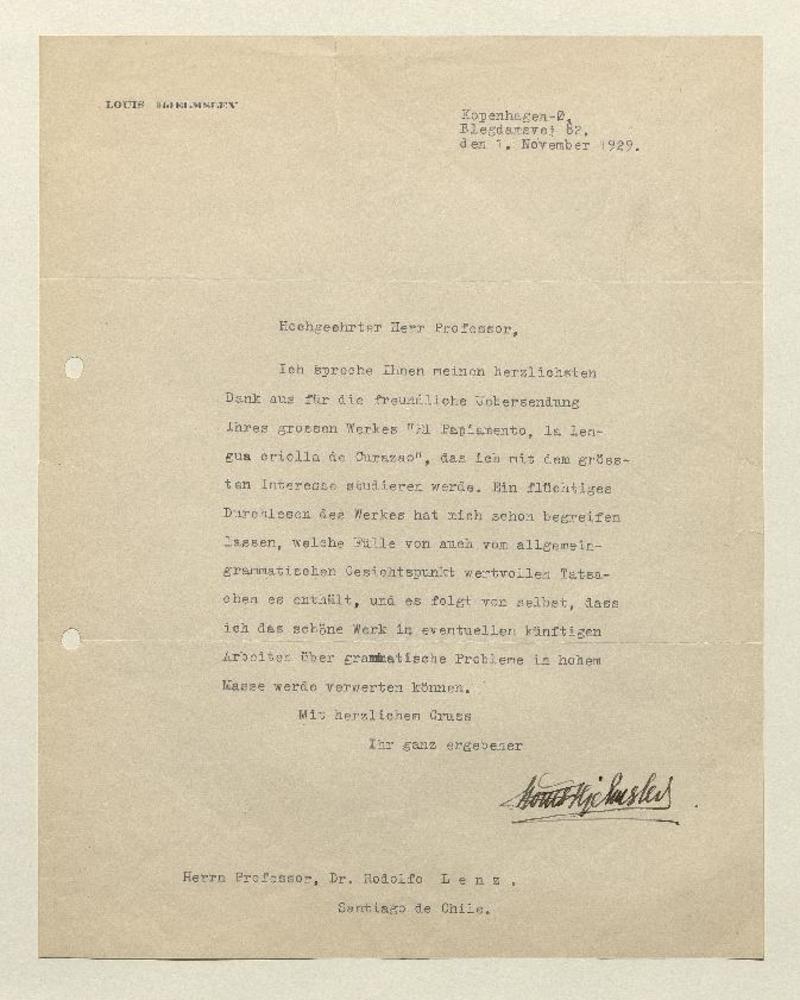 LOUIS HJELMSLEV
Kopenhagen-Ø,
Blegdamsvej 62,
den 1. November 1929.
Hochgeehrter Herr Professor,
Ich spreche Ihnen meinen herzlichsten
Dank aus für die freundliche Uebersendung
Ihres grossen Werkes "El Papiamento, la len-
gua criolla de Curazao", das ich mit dem gröss-
ten Interesse studieren werde. Ein flüchtiges
Durchlesen des Werkes hat mich schon begreifen
lassen, welche Fülle von auch vom allgemein-
grammatischen Gesichtspunkt wertvollen Tatsa-
chen es enthält, und es folgt von selbst, dass
ich das schöne Werk in eventuellen künftigen
Arbeiten über grammatische Probleme in hohem
Masse werde verwerten können.
Mit herzlichem Gruss
Ihr ganz ergebener
Louis Hjelmslev
Herrn Professor, Dr. Rodolfo L e n z ,
Santiago de Chile.